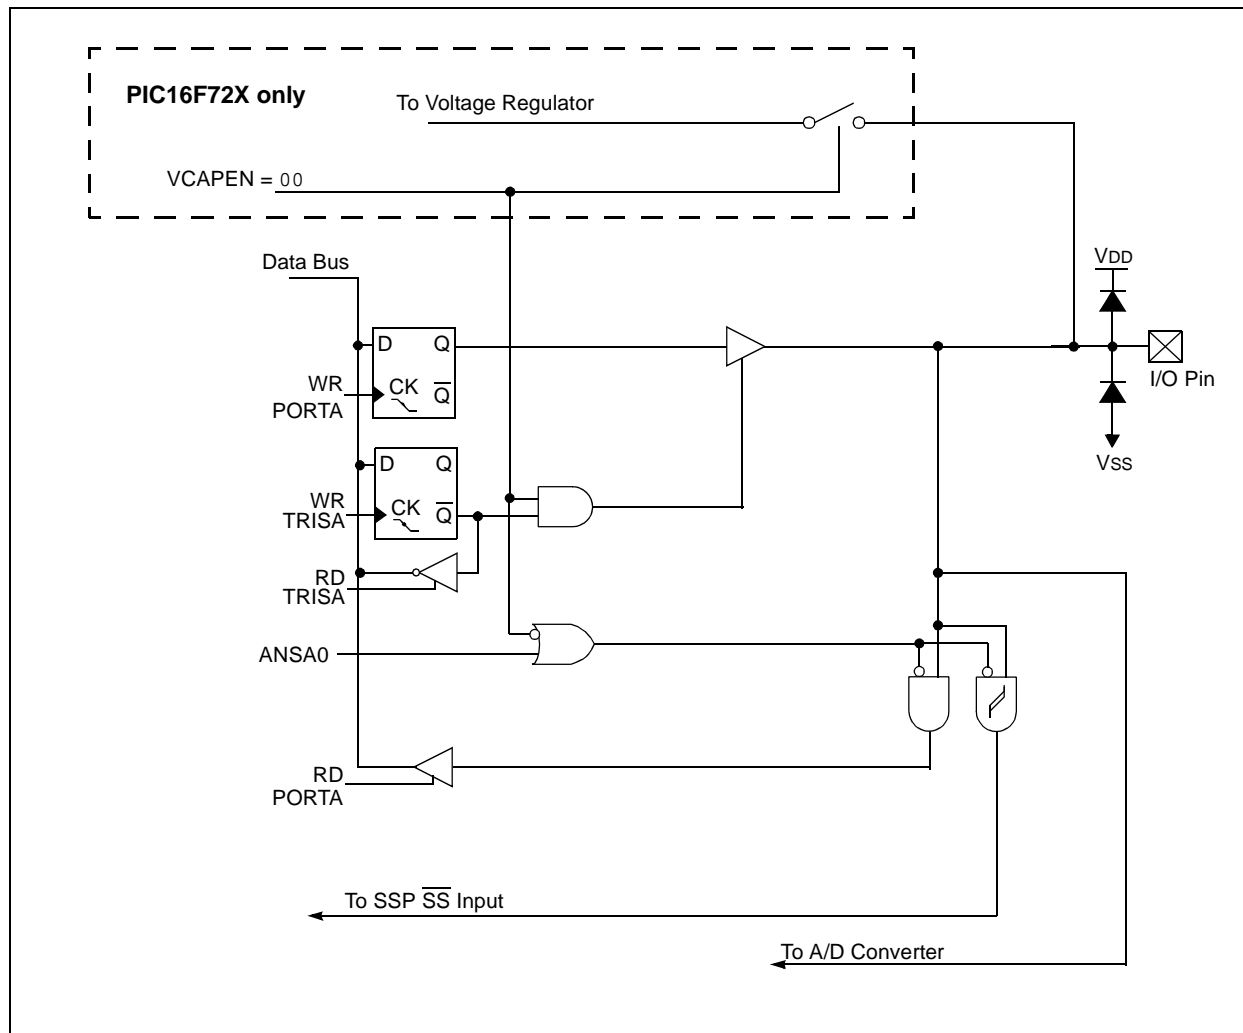 PIC16F72X only
To Voltage Regulator
VCAPEN = 00
Data Bus
VDD
D Q
WR
PORTA
CK Q̅
I/O Pin
D Q
VSS
WR
TRISA
CK Q̅
RD
TRISA
ANSA0
RD
PORTA
To SSP S̅S̅ Input
To A/D Converter